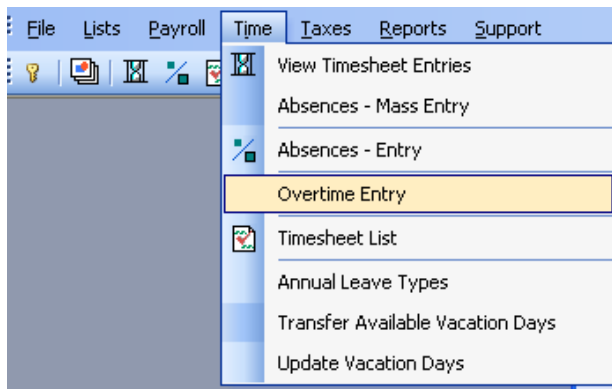 File Lists Payroll Time Taxes Reports Support
View Timesheet Entries
Absences - Mass Entry
Absences - Entry
Overtime Entry
Timesheet List
Annual Leave Types
Transfer Available Vacation Days
Update Vacation Days